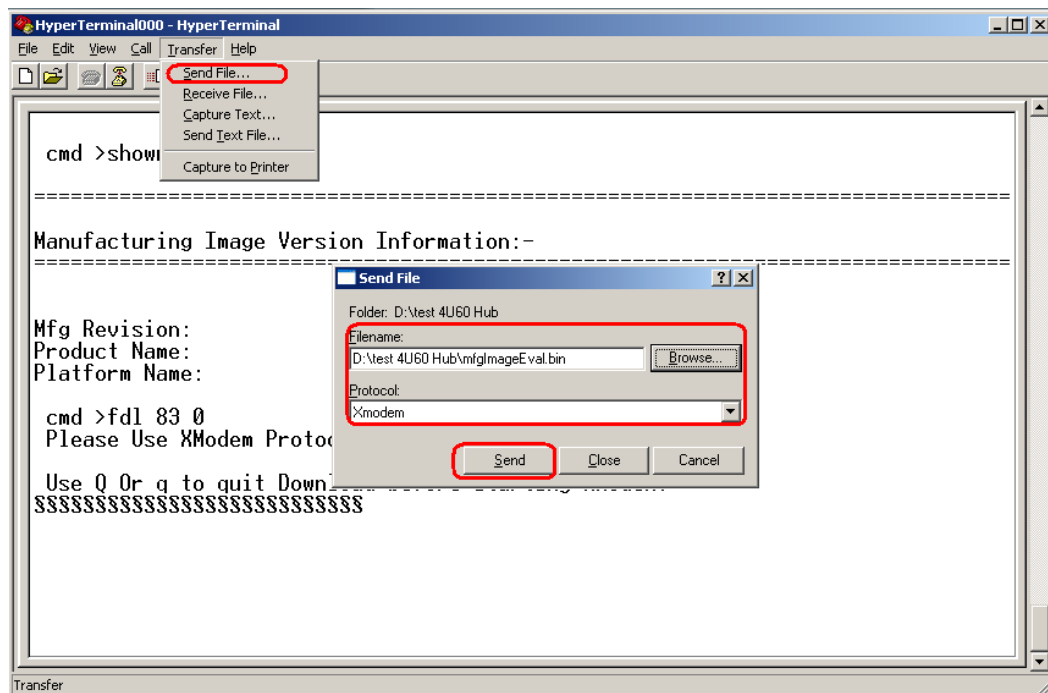 HyperTerminal000 - HyperTerminal
File Edit View Call Transfer Help
Send File...
Receive File...
Capture Text...
Send Text File...
Capture to Printer
cmd >show
==============================================================================
Manufacturing Image Version Information:-
==============================================================================
Send File
Folder: D:\test 4U60 Hub
Filename:
D:\test 4U60 Hub\mfgImageEval.bin
Browse...
Protocol:
Xmodem
Send Close Cancel
Mfg Revision:
Product Name:
Platform Name:
cmd >fdl 83 0
Please Use XModem Protoc
Use Q Or q to quit Down
§§§§§§§§§§§§§§§§§§§§§§§§§§§
Transfer